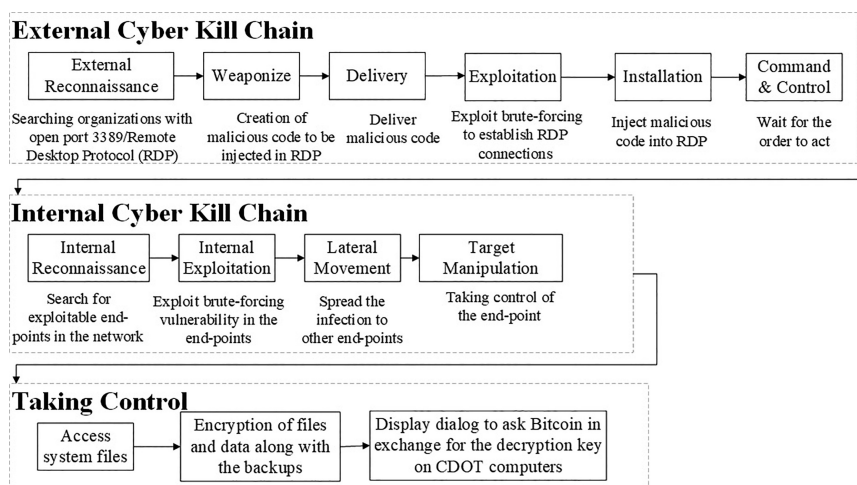 External Cyber Kill Chain
External
Reconnaissance
Searching organizations with
open port 3389/Remote
Desktop Protocol (RDP)
Weaponize
Creation of
malicious code to be
injected in RDP
Delivery
Deliver
malicious code
Exploitation
Exploit brute-forcing
to establish RDP
connections
Installation
Inject malicious
code into RDP
Command
& Control
Wait for the
order to act
Internal Cyber Kill Chain
Internal
Reconnaissance
Search for
exploitable end-
points in the network
Internal
Exploitation
Exploit brute-forcing
vulnerability in the
end-points
Lateral
Movement
Spread the
infection to
other end-points
Target
Manipulation
Taking control of
the end-point
Taking Control
Access
system files
Encryption of files
and data along with
the backups
Display dialog to ask Bitcoin in
exchange for the decryption key
on CDOT computers